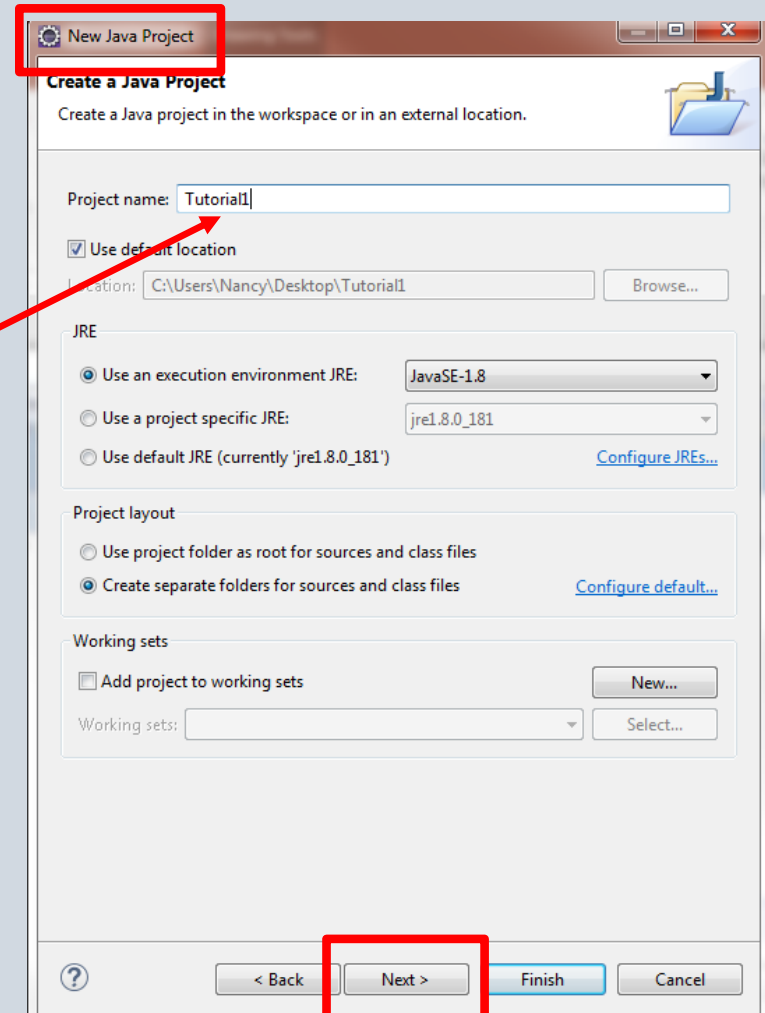 New Java Project
Create a Java Project
Create a Java project in the workspace or in an external location.
Project name: Tutorial1
Use default location
Location: C:\Users\Nancy\Desktop\Tutorial1 Browse...
JRE
Use an execution environment JRE: JavaSE-1.8
Use a project specific JRE: jre1.8.0_181
Use default JRE (currently 'jre1.8.0_181') Configure JREs...
Project layout
Use project folder as root for sources and class files
Create separate folders for sources and class files Configure default...
Working sets
Add project to working sets New...
Working sets: Select...
? < Back Next > Finish Cancel